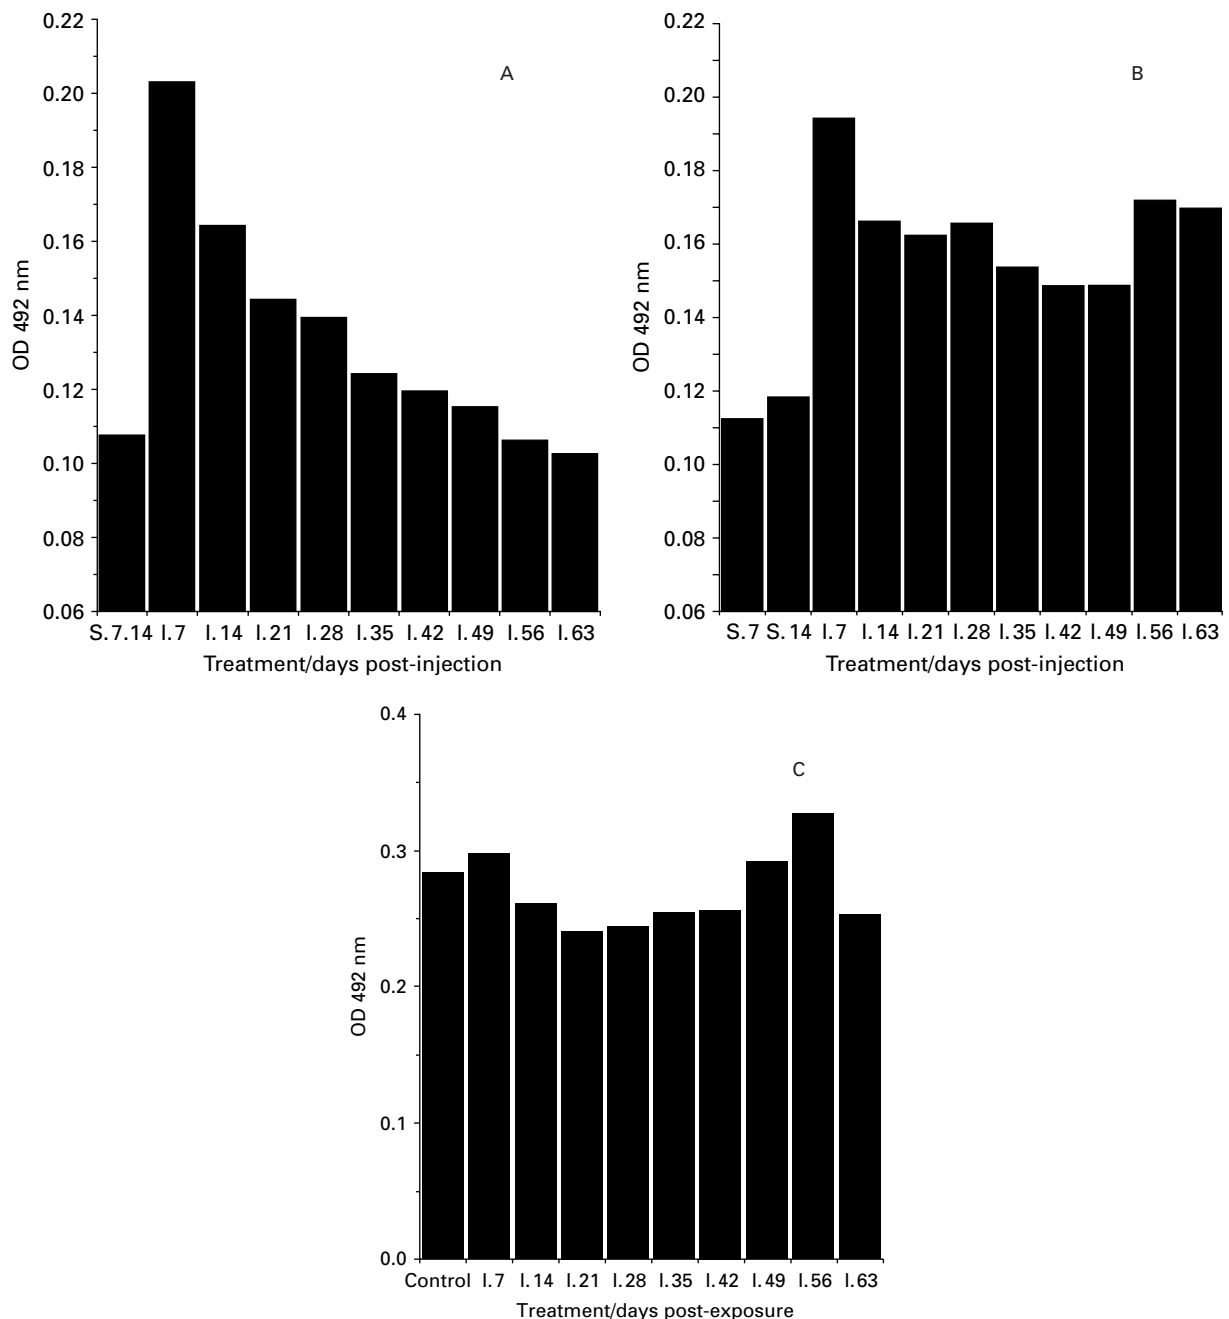 0.22
0.20
0.18
0.16
0.14
0.12
0.10
0.08
0.06
OD 492 nm
A
S.7.14 I.7 I.14 I.21 I.28 I.35 I.42 I.49 I.56 I.63
Treatment/days post-injection
0.22
0.20
0.18
0.16
0.14
0.12
0.10
0.08
0.06
OD 492 nm
B
S.7 S.14 I.7 I.14 I.21 I.28 I.35 I.42 I.49 I.56 I.63
Treatment/days post-injection
0.4
0.3
0.2
0.1
0.0
OD 492 nm
C
Control I.7 I.14 I.21 I.28 I.35 I.42 I.49 I.56 I.63
Treatment/days post-exposure